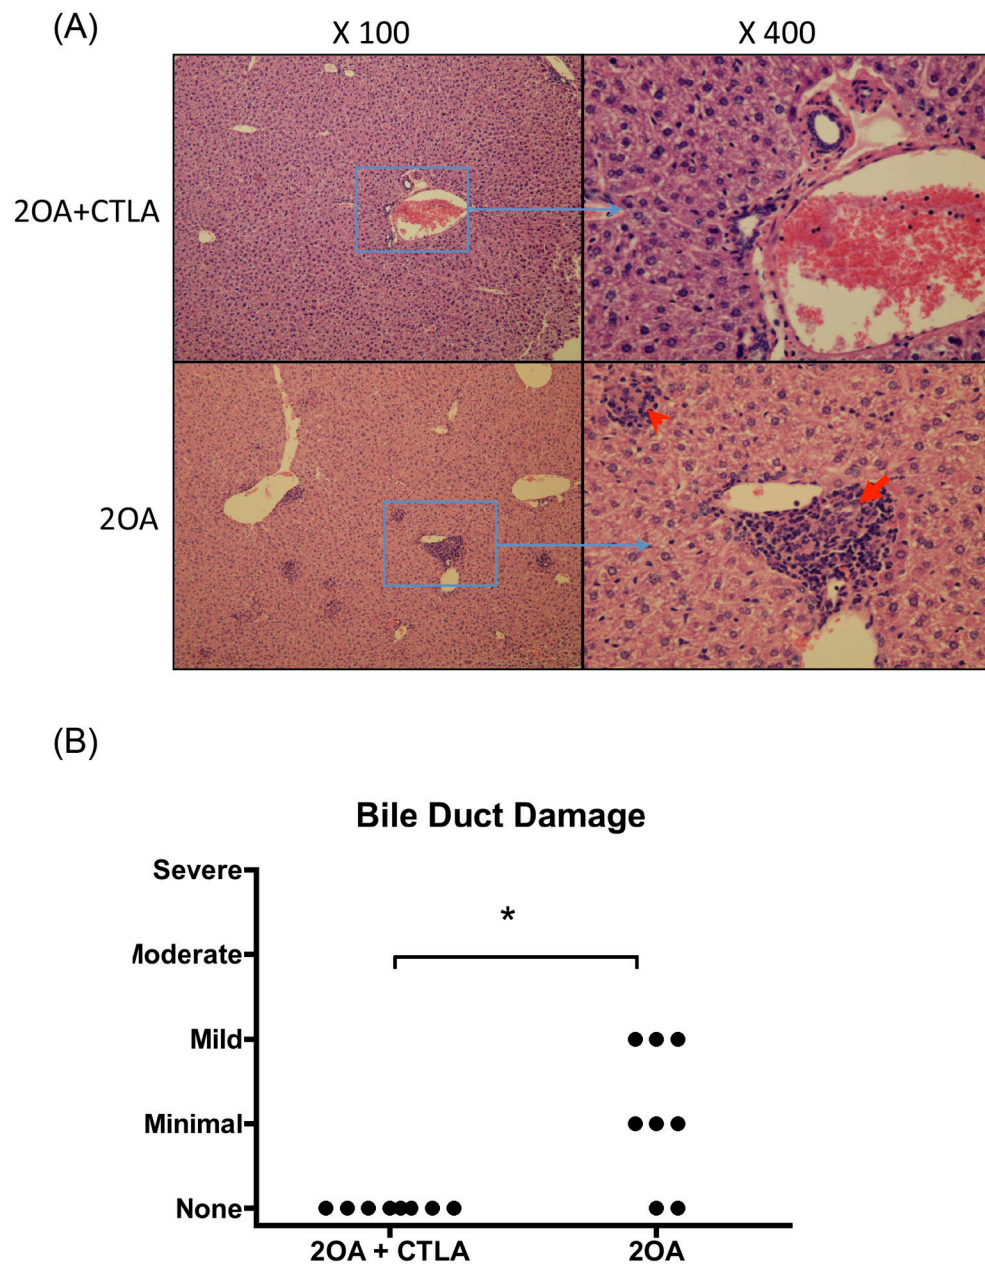 (A)
X 100
X 400
2OA+CTLA
2OA
(B)
Bile Duct Damage
Severe
*
Moderate
Mild
Minimal
None
2OA + CTLA
2OA